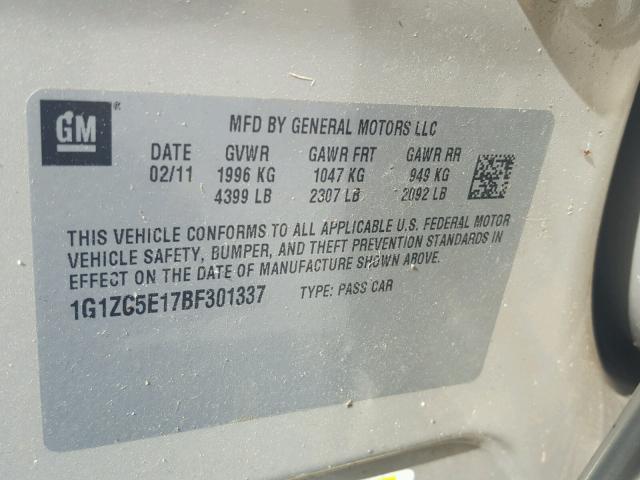 GM®
MFD BY GENERAL MOTORS LLC
DATE GVWR GAWR FRT GAWR RR
02/11 1996 KG 1047 KG 949 KG
4399 LB 2307 LB 2092 LB
THIS VEHICLE CONFORMS TO ALL APPLICABLE U.S. FEDERAL MOTOR
VEHICLE SAFETY, BUMPER, AND THEFT PREVENTION STANDARDS IN
EFFECT ON THE DATE OF MANUFACTURE SHOWN ABOVE.
1G1ZC5E17BF301337 TYPE: PASS CAR